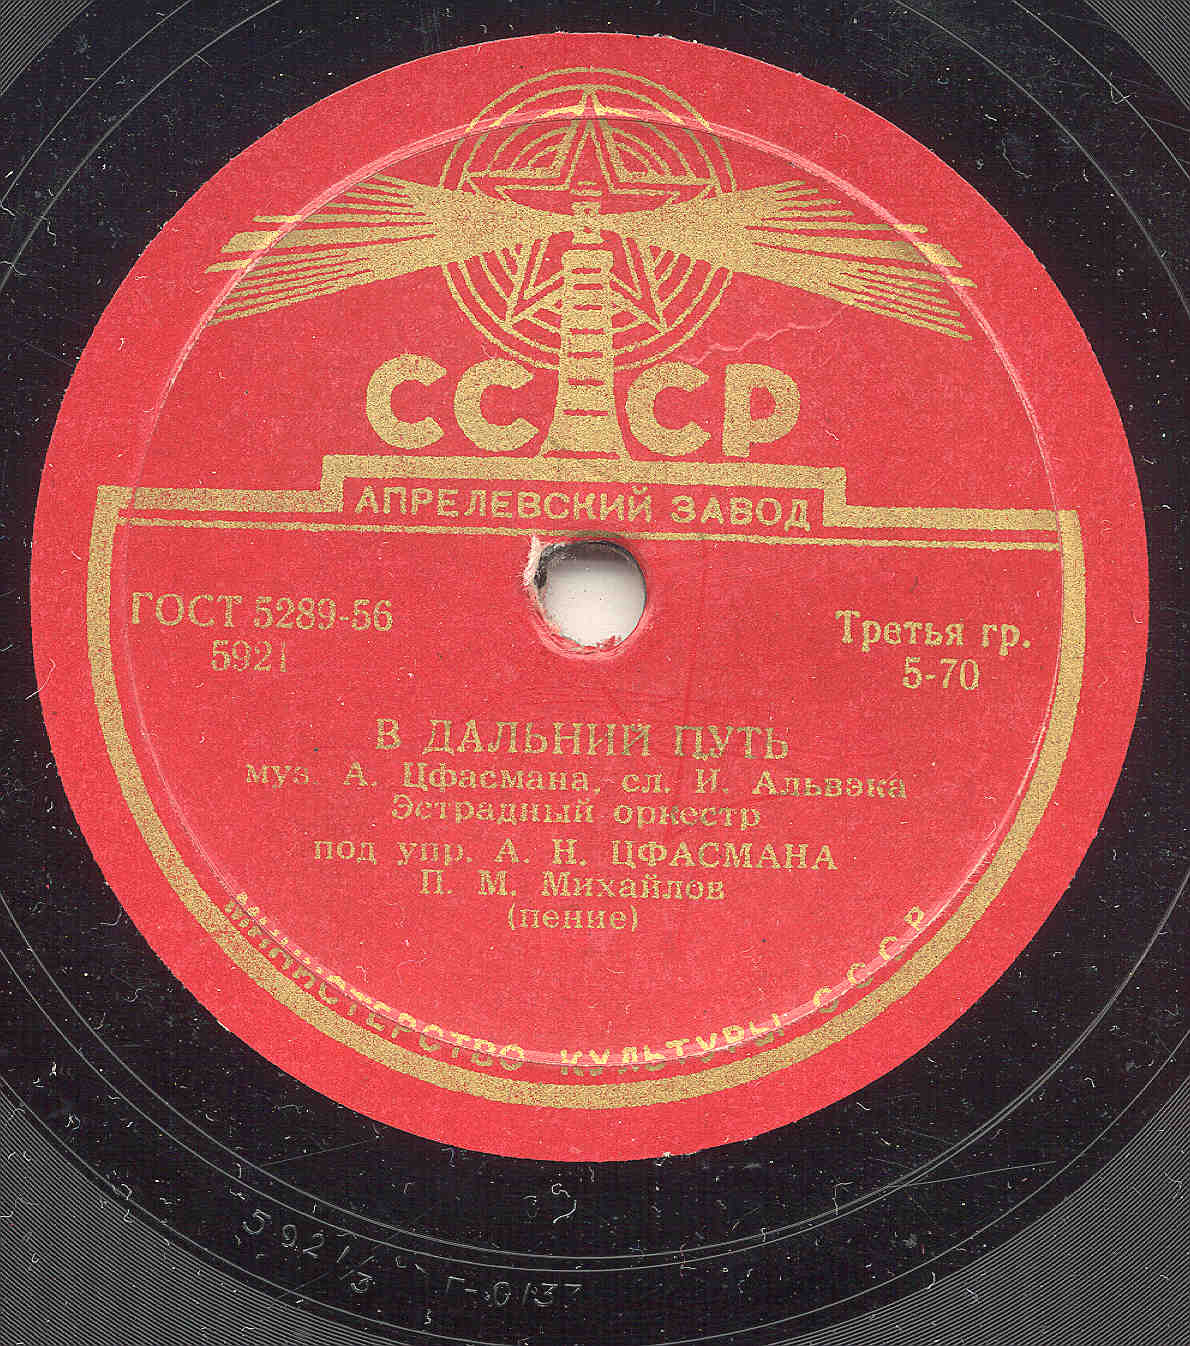 СССР
АПРЕЛЕВСКИЙ ЗАВОД
ГОСТ 5289-56
5921
Третья гр.
5-70
В ДАЛЬНИЙ ПУТЬ
муз. А. Цфасмана, сл. И. Альвэка
Эстрадный оркестр
под упр. А. Н. ЦФАСМАНА
П. М. Михайлов
(пение)
МИНИСТЕРСТВО КУЛЬТУРЫ СССР
5921/3